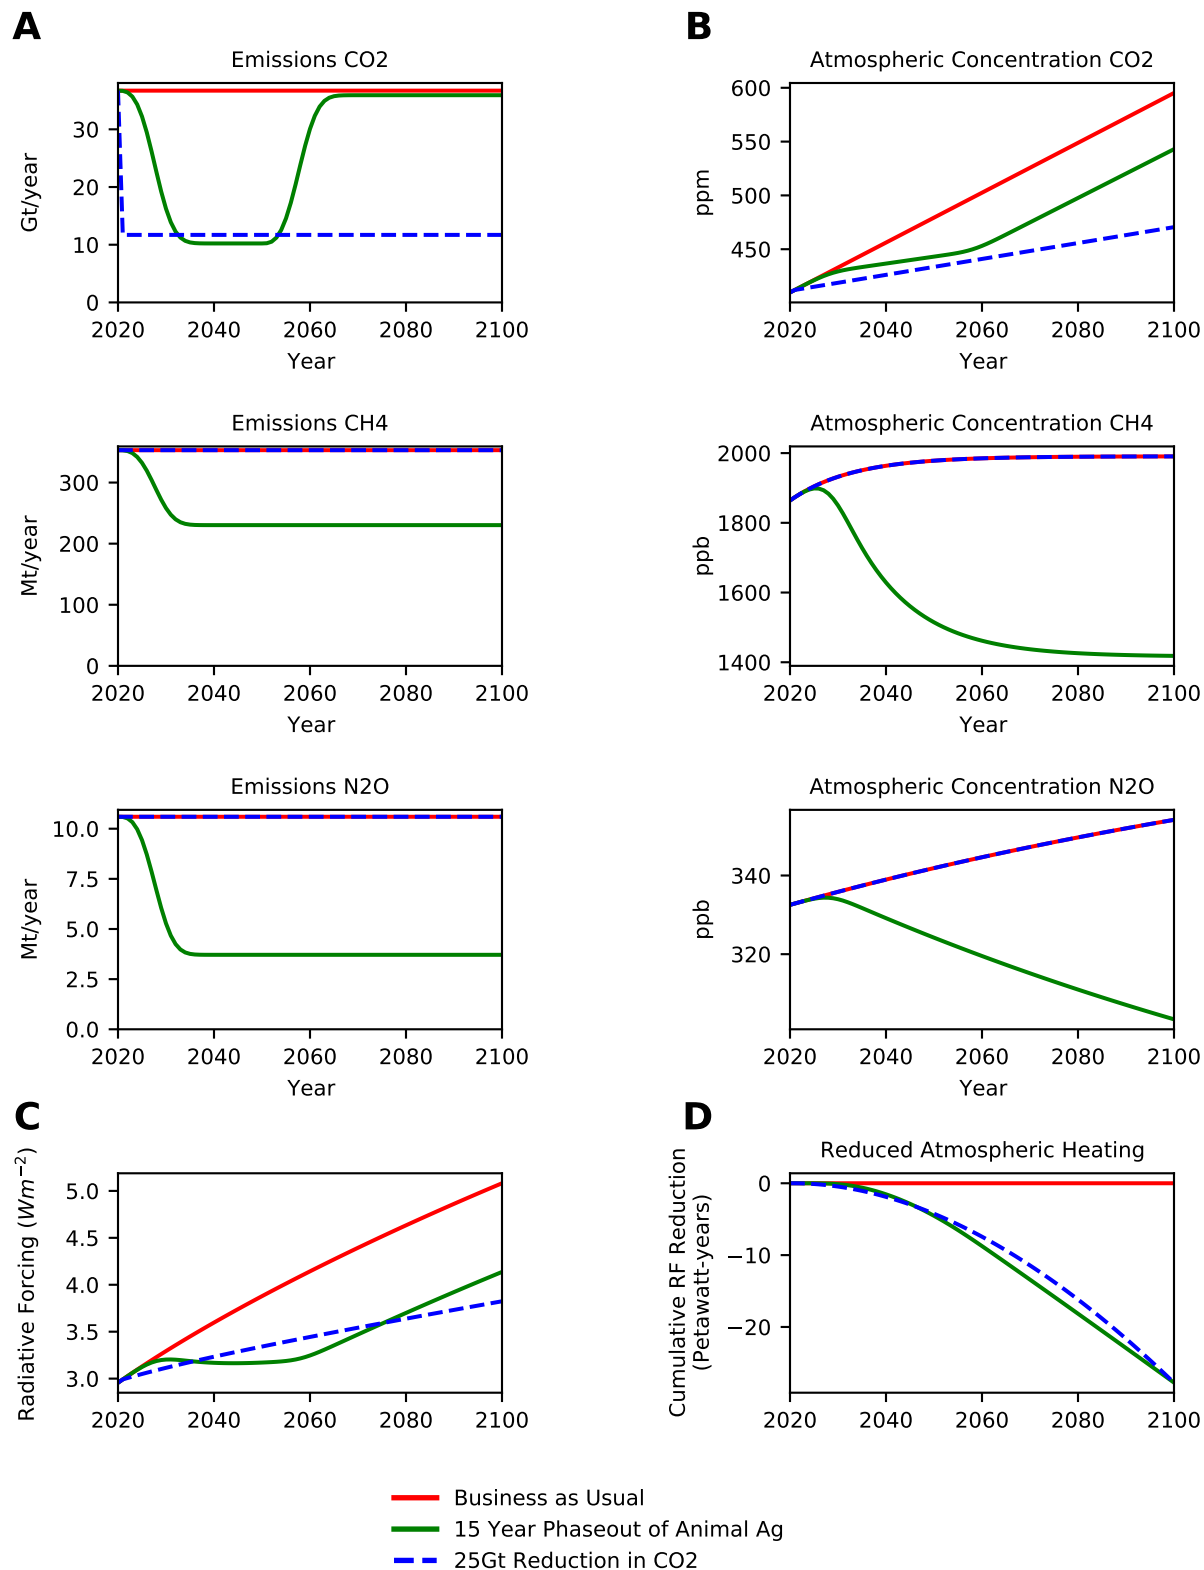 A
B
Emissions CO2
Gt/year
30
20
10
0
2020 2040 2060 2080 2100
Year
Atmospheric Concentration CO2
ppm
600
550
500
450
2020 2040 2060 2080 2100
Year
Emissions CH4
Mt/year
300
200
100
0
2020 2040 2060 2080 2100
Year
Atmospheric Concentration CH4
ppb
2000
1800
1600
1400
2020 2040 2060 2080 2100
Year
Emissions N2O
Mt/year
10.0
7.5
5.0
2.5
0.0
2020 2040 2060 2080 2100
Year
Atmospheric Concentration N2O
ppb
340
320
2020 2040 2060 2080 2100
Year
C
Radiative Forcing (Wm⁻²)
5.0
4.5
4.0
3.5
3.0
2020 2040 2060 2080 2100
D
Reduced Atmospheric Heating
Cumulative RF Reduction
(Petawatt-years)
0
−10
−20
2020 2040 2060 2080 2100
Business as Usual
15 Year Phaseout of Animal Ag
25Gt Reduction in CO2